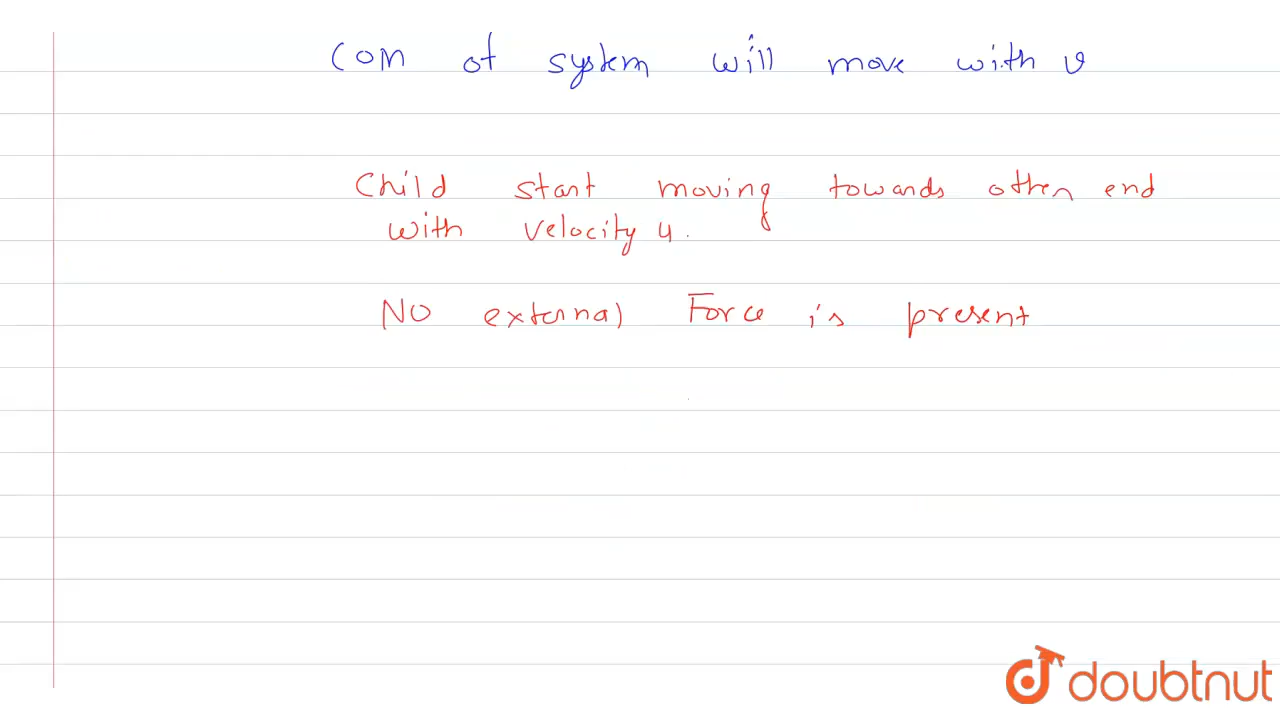 COM of system will move with v
Child start moving towards other end
with velocity u.
NO external Force is present
doubtnut